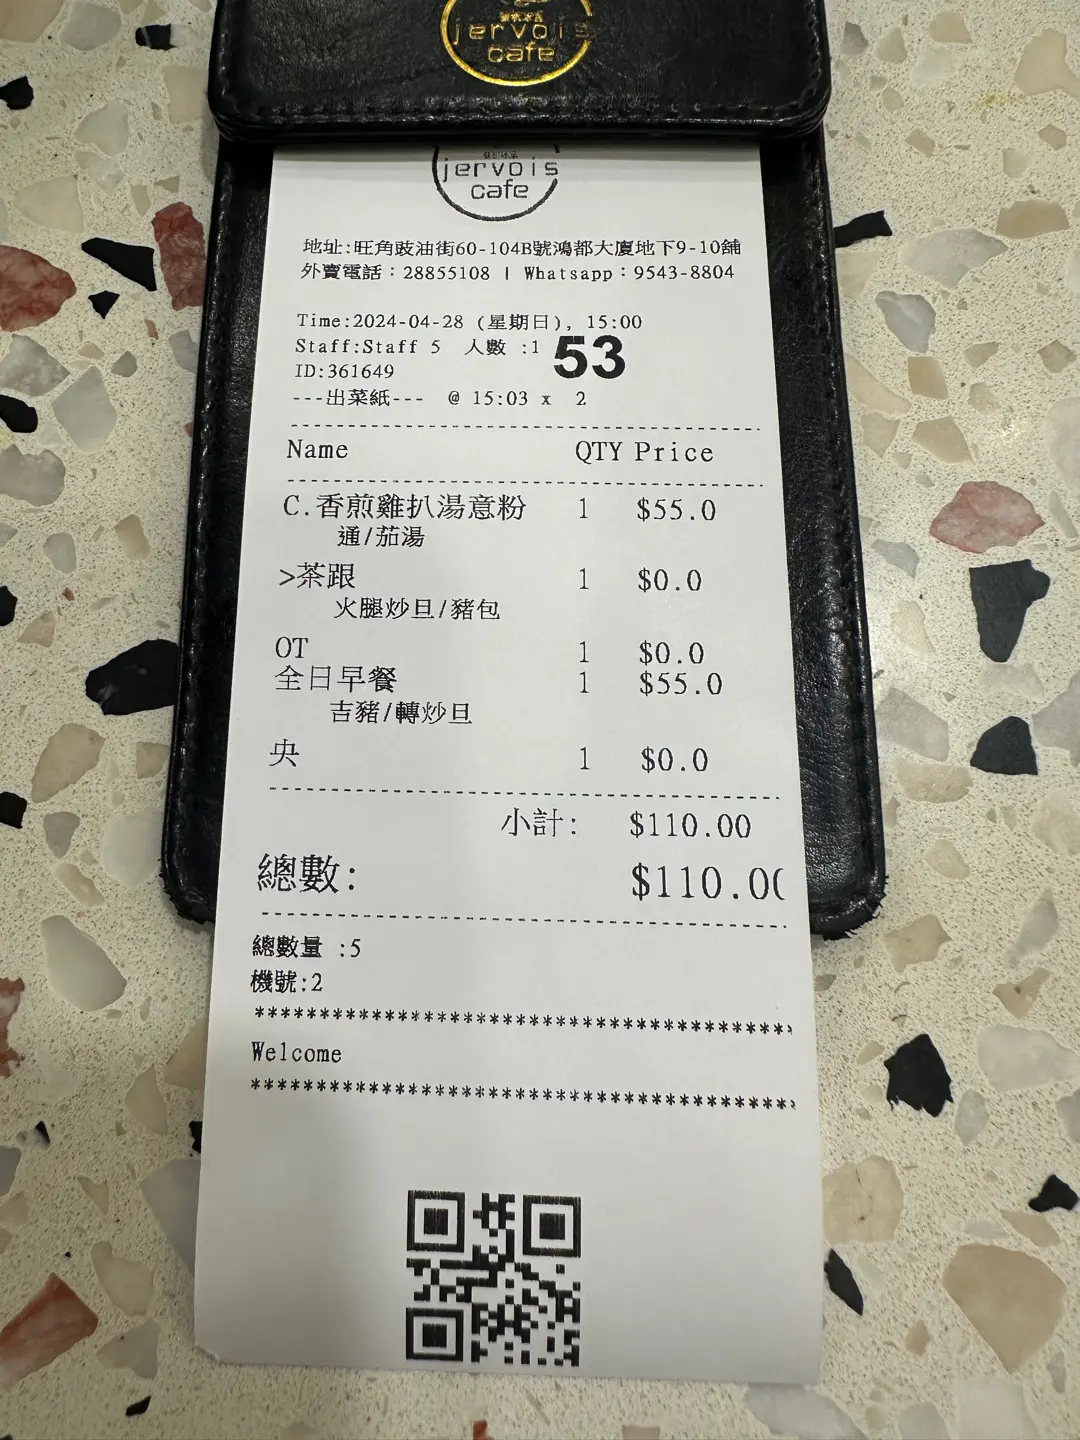 jervois
cafe
jervois
cafe
地址:旺角豉油街60-104B號鴻都大廈地下9-10舖
外賣電話：28855108 | Whatsapp：9543-8804
Time:2024-04-28 (星期日), 15:00
Staff:Staff 5 人數 :1 53
ID:361649
---出菜紙--- @ 15:03 x 2
Name QTY Price
C.香煎雞扒湯意粉 1 $55.0
通/茄湯
>茶跟 1 $0.0
火腿炒旦/豬包
OT 1 $0.0
全日早餐 1 $55.0
吉豬/轉炒旦
央 1 $0.0
小計: $110.00
總數: $110.00
總數量 :5
機號:2
******************************************
Welcome
******************************************